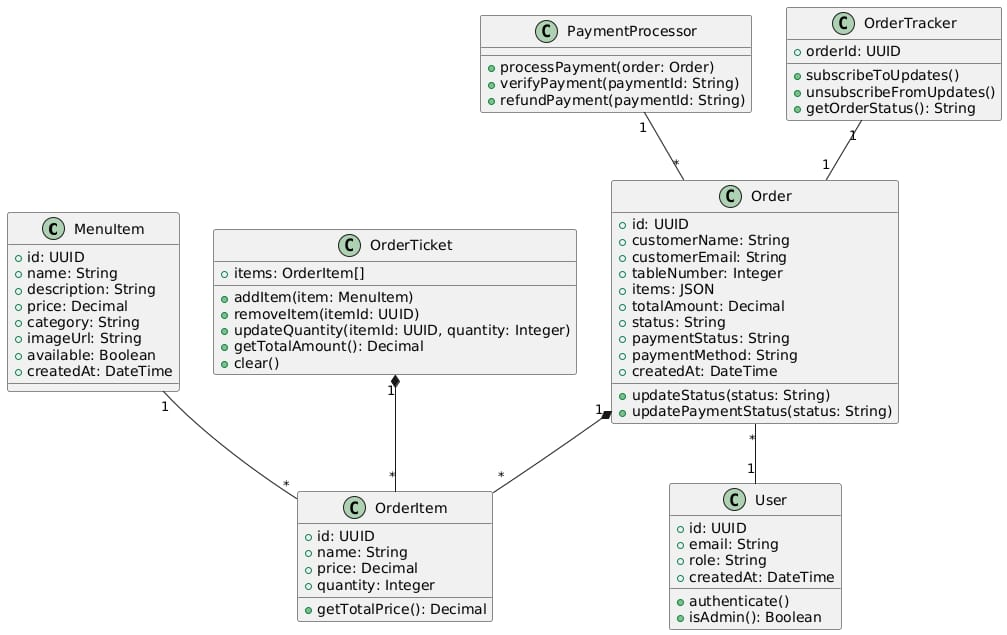 C PaymentProcessor
processPayment(order: Order)
verifyPayment(paymentId: String)
refundPayment(paymentId: String)
C OrderTracker
orderId: UUID
subscribeToUpdates()
unsubscribeFromUpdates()
getOrderStatus(): String
1
*
1
1
C MenuItem
id: UUID
name: String
description: String
price: Decimal
category: String
imageUrl: String
available: Boolean
createdAt: DateTime
C OrderTicket
items: OrderItem[]
addItem(item: MenuItem)
removeItem(itemId: UUID)
updateQuantity(itemId: UUID, quantity: Integer)
getTotalAmount(): Decimal
clear()
C Order
id: UUID
customerName: String
customerEmail: String
tableNumber: Integer
items: JSON
totalAmount: Decimal
status: String
paymentStatus: String
paymentMethod: String
createdAt: DateTime
updateStatus(status: String)
updatePaymentStatus(status: String)
1
*
1
*
1
*
*
1
C OrderItem
id: UUID
name: String
price: Decimal
quantity: Integer
getTotalPrice(): Decimal
C User
id: UUID
email: String
role: String
createdAt: DateTime
authenticate()
isAdmin(): Boolean